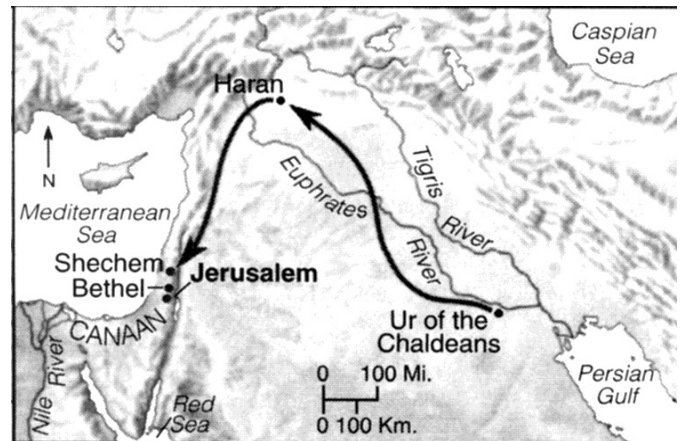 Caspian
Sea
Haran
N
Tigris
River
Euphrates
River
Mediterranean
Sea
Shechem
Bethel
Jerusalem
CANAAN
Ur of the
Chaldeans
0 100 Mi.
0 100 Km.
Nile River
Red
Sea
Persian
Gulf